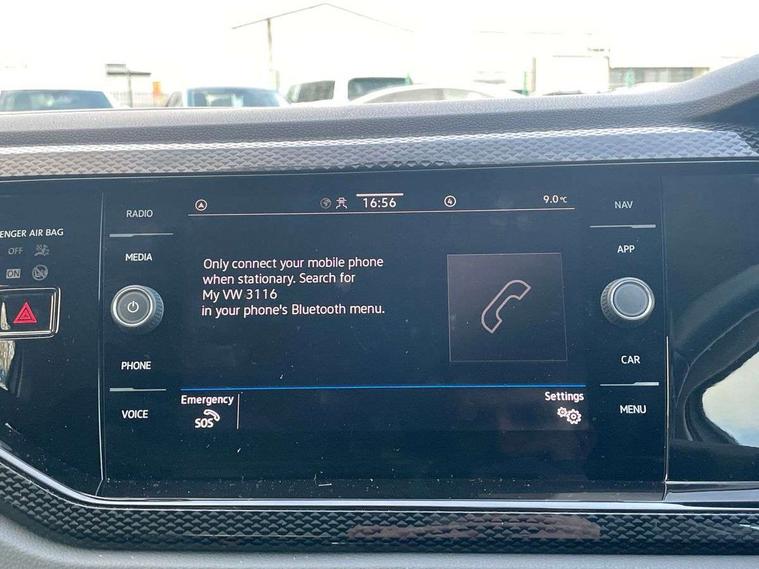 RADIO
16:56
4
9.0°C
NAV
ENGER AIR BAG
OFF
ON
MEDIA
APP
Only connect your mobile phone
when stationary. Search for
My VW 3116
in your phone's Bluetooth menu.
PHONE
CAR
Emergency
Settings
VOICE
SOS
MENU